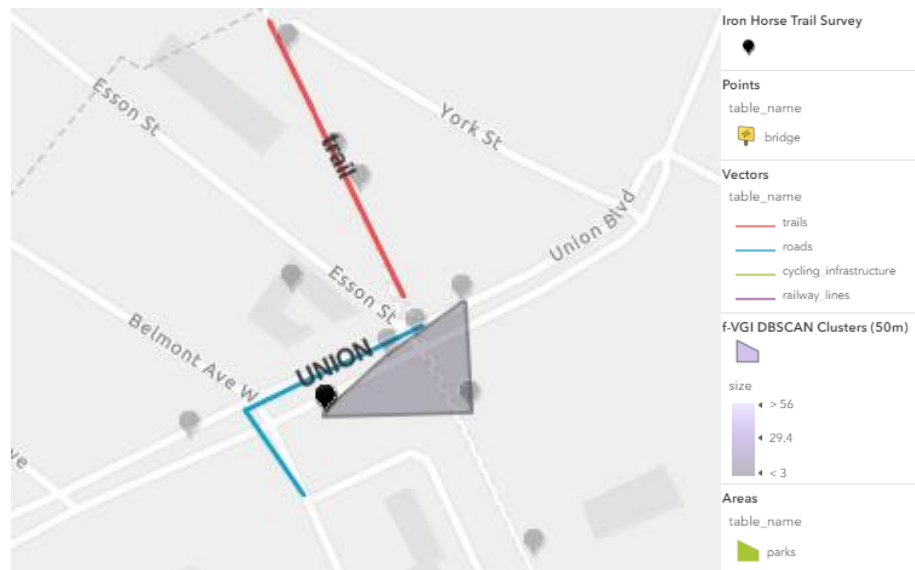 Esson St
York St
trail
Union Blvd
Esson St
Belmont Ave W
UNION
ve
Iron Horse Trail Survey
Points
table_name
bridge
Vectors
table_name
trails
roads
cycling_infrastructure
railway_lines
f-VGI DBSCAN Clusters (50m)
size
> 56
29.4
< 3
Areas
table_name
parks